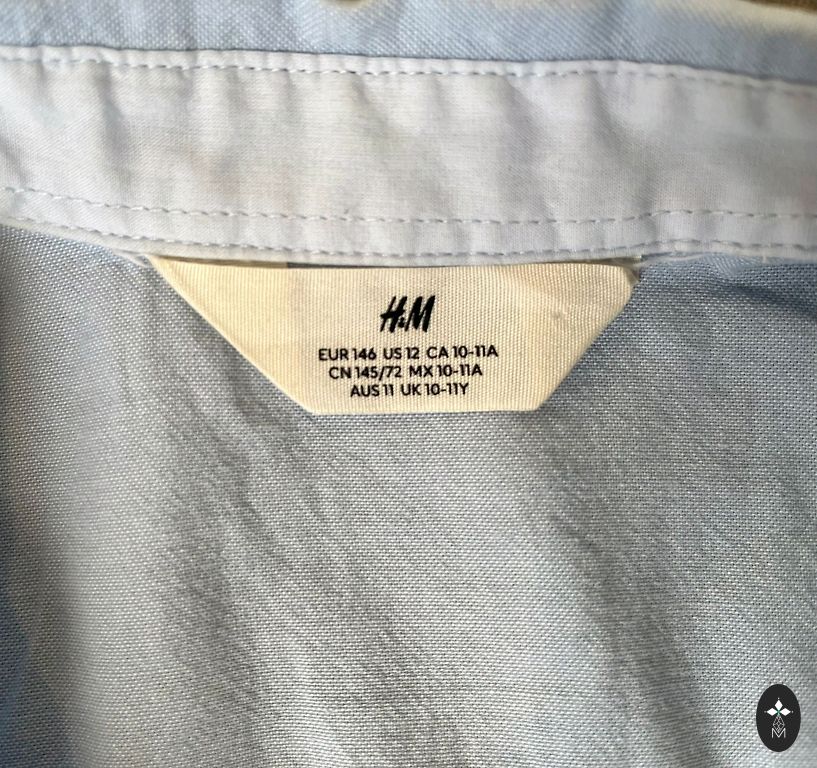 H&M
EUR 146 US 12 CA 10-11A
CN 145/72 MX 10-11A
AUS 11 UK 10-11Y
M